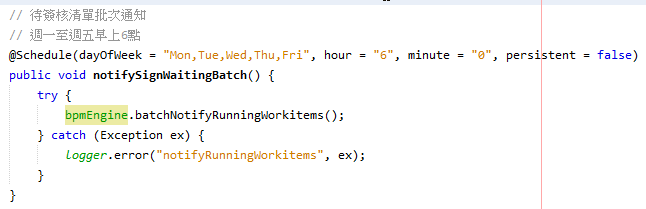 // 待簽核清單批次通知
// 週一至週五早上6點
@Schedule(dayOfWeek = "Mon,Tue,Wed,Thu,Fri", hour = "6", minute = "0", persistent = false)
public void notifySignWaitingBatch() {
try {
bpmEngine.batchNotifyRunningWorkitems();
} catch (Exception ex) {
logger.error("notifyRunningWorkitems", ex);
}
}